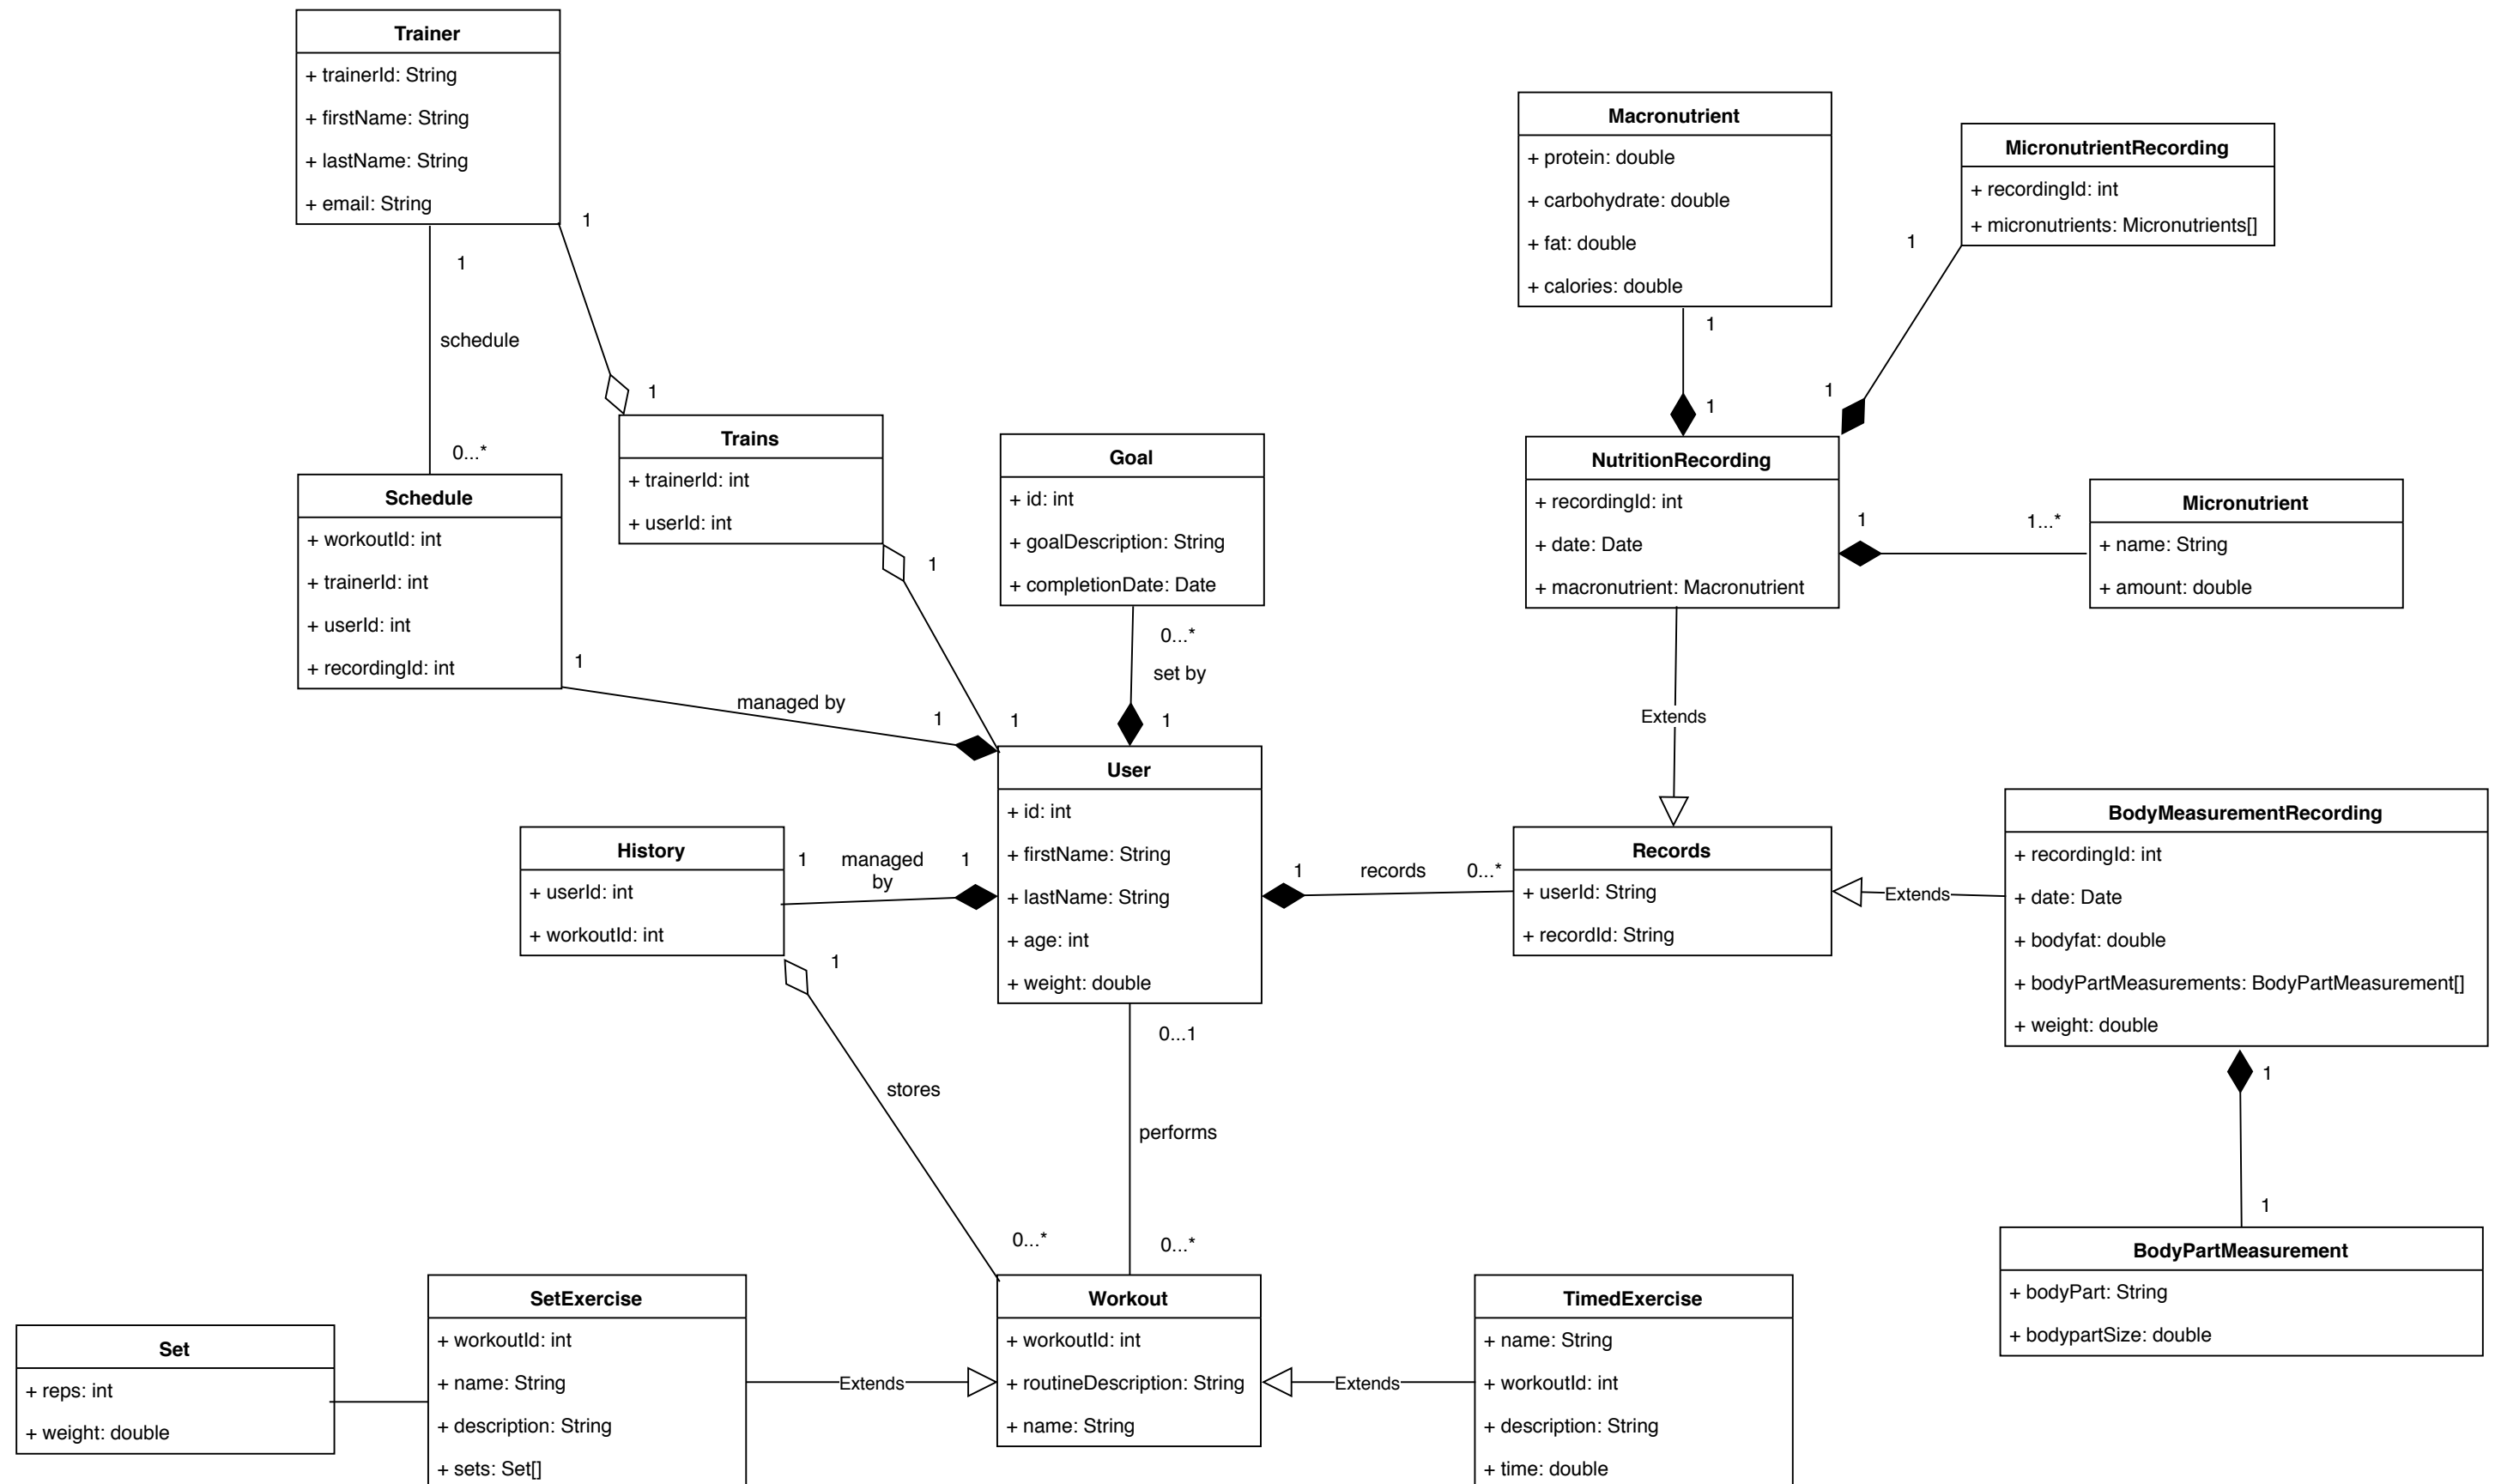 Trainer
+ trainerId: String
+ firstName: String
+ lastName: String
+ email: String
1
1
schedule
0...*
1
Trains
+ trainerId: int
+ userId: int
1
1
Schedule
+ workoutId: int
+ trainerId: int
+ userId: int
+ recordingId: int
1
managed by
1
Goal
+ id: int
+ goalDescription: String
+ completionDate: Date
0...*
set by
1
Macronutrient
+ protein: double
+ carbohydrate: double
+ fat: double
+ calories: double
1
1
MicronutrientRecording
+ recordingId: int
+ micronutrients: Micronutrients[]
1
1
NutritionRecording
+ recordingId: int
+ date: Date
+ macronutrient: Macronutrient
1
1...*
Micronutrient
+ name: String
+ amount: double
Extends
User
+ id: int
+ firstName: String
+ lastName: String
+ age: int
+ weight: double
History
+ userId: int
+ workoutId: int
1
managed
by
1
1
records
0...*
Records
+ userId: String
+ recordId: String
Extends
BodyMeasurementRecording
+ recordingId: int
+ date: Date
+ bodyfat: double
+ bodyPartMeasurements: BodyPartMeasurement[]
+ weight: double
1
1
BodyPartMeasurement
+ bodyPart: String
+ bodypartSize: double
1
stores
0...*
0...1
performs
0...*
Set
+ reps: int
+ weight: double
SetExercise
+ workoutId: int
+ name: String
+ description: String
+ sets: Set[]
Extends
Workout
+ workoutId: int
+ routineDescription: String
+ name: String
Extends
TimedExercise
+ name: String
+ workoutId: int
+ description: String
+ time: double